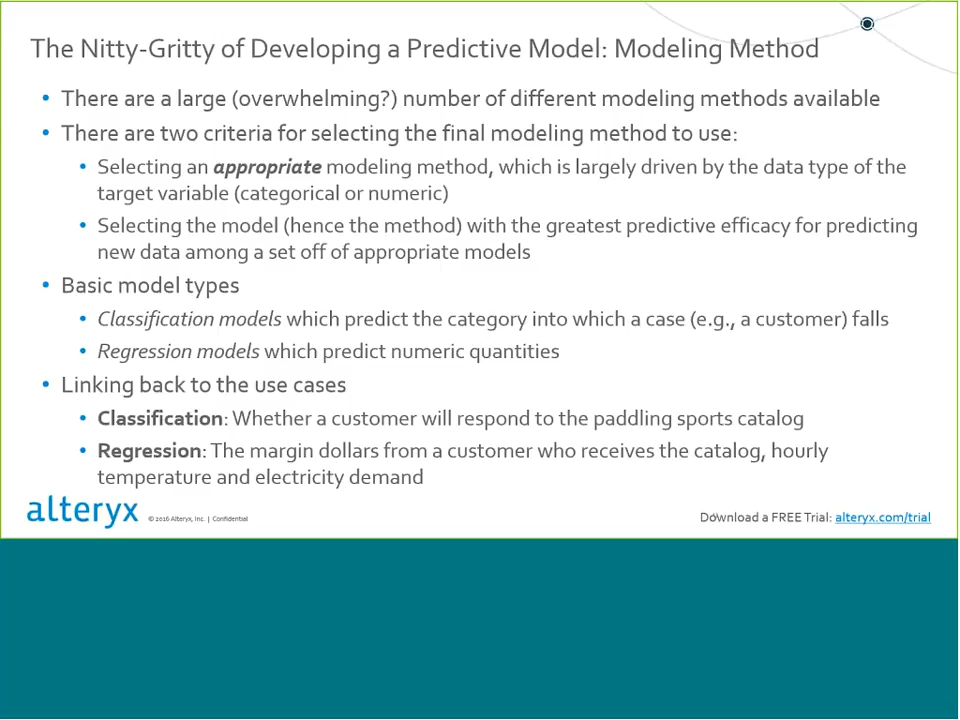 The Nitty-Gritty of Developing a Predictive Model: Modeling Method
• There are a large (overwhelming?) number of different modeling methods available
• There are two criteria for selecting the final modeling method to use:
• Selecting an appropriate modeling method, which is largely driven by the data type of the
target variable (categorical or numeric)
• Selecting the model (hence the method) with the greatest predictive efficacy for predicting
new data among a set off of appropriate models
• Basic model types
• Classification models which predict the category into which a case (e.g., a customer) falls
• Regression models which predict numeric quantities
• Linking back to the use cases
• Classification: Whether a customer will respond to the paddling sports catalog
• Regression: The margin dollars from a customer who receives the catalog, hourly
temperature and electricity demand
alteryx © 2016 Alteryx, Inc. | Confidential
Download a FREE Trial: alteryx.com/trial